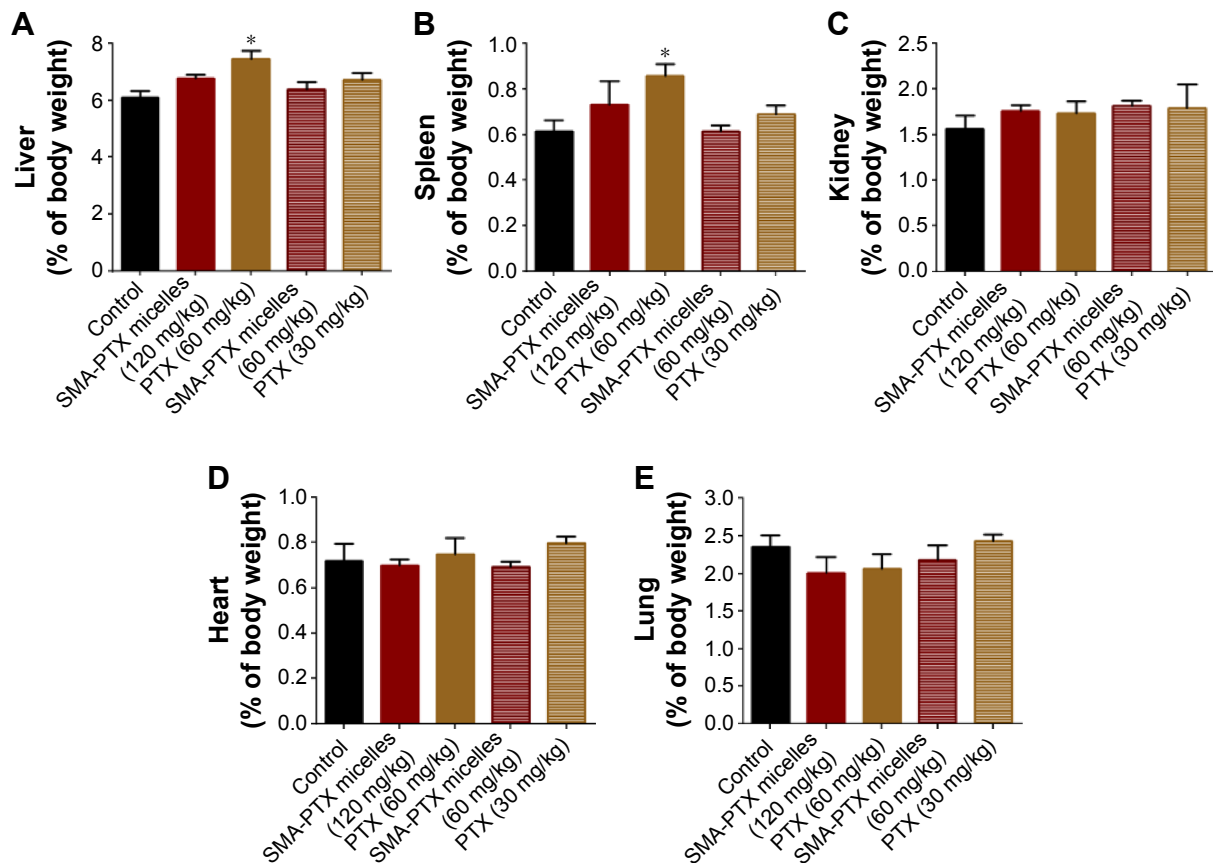 A
Liver
(% of body weight)
8
6
4
2
0
*
Control
SMA-PTX micelles
(120 mg/kg)
PTX (60 mg/kg)
SMA-PTX micelles
(60 mg/kg)
PTX (30 mg/kg)
B
Spleen
(% of body weight)
1.0
0.8
0.6
0.4
0.2
0.0
*
Control
SMA-PTX micelles
(120 mg/kg)
PTX (60 mg/kg)
SMA-PTX micelles
(60 mg/kg)
PTX (30 mg/kg)
C
Kidney
(% of body weight)
2.5
2.0
1.5
1.0
0.5
0.0
Control
SMA-PTX micelles
(120 mg/kg)
PTX (60 mg/kg)
SMA-PTX micelles
(60 mg/kg)
PTX (30 mg/kg)
D
Heart
(% of body weight)
1.0
0.8
0.6
0.4
0.2
0.0
Control
SMA-PTX micelles
(120 mg/kg)
PTX (60 mg/kg)
SMA-PTX micelles
(60 mg/kg)
PTX (30 mg/kg)
E
Lung
(% of body weight)
3.0
2.5
2.0
1.5
1.0
0.5
0.0
Control
SMA-PTX micelles
(120 mg/kg)
PTX (60 mg/kg)
SMA-PTX micelles
(60 mg/kg)
PTX (30 mg/kg)